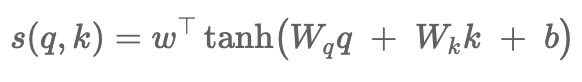 s(q, k) = w⊤ tanh(W_q q + W_k k + b)